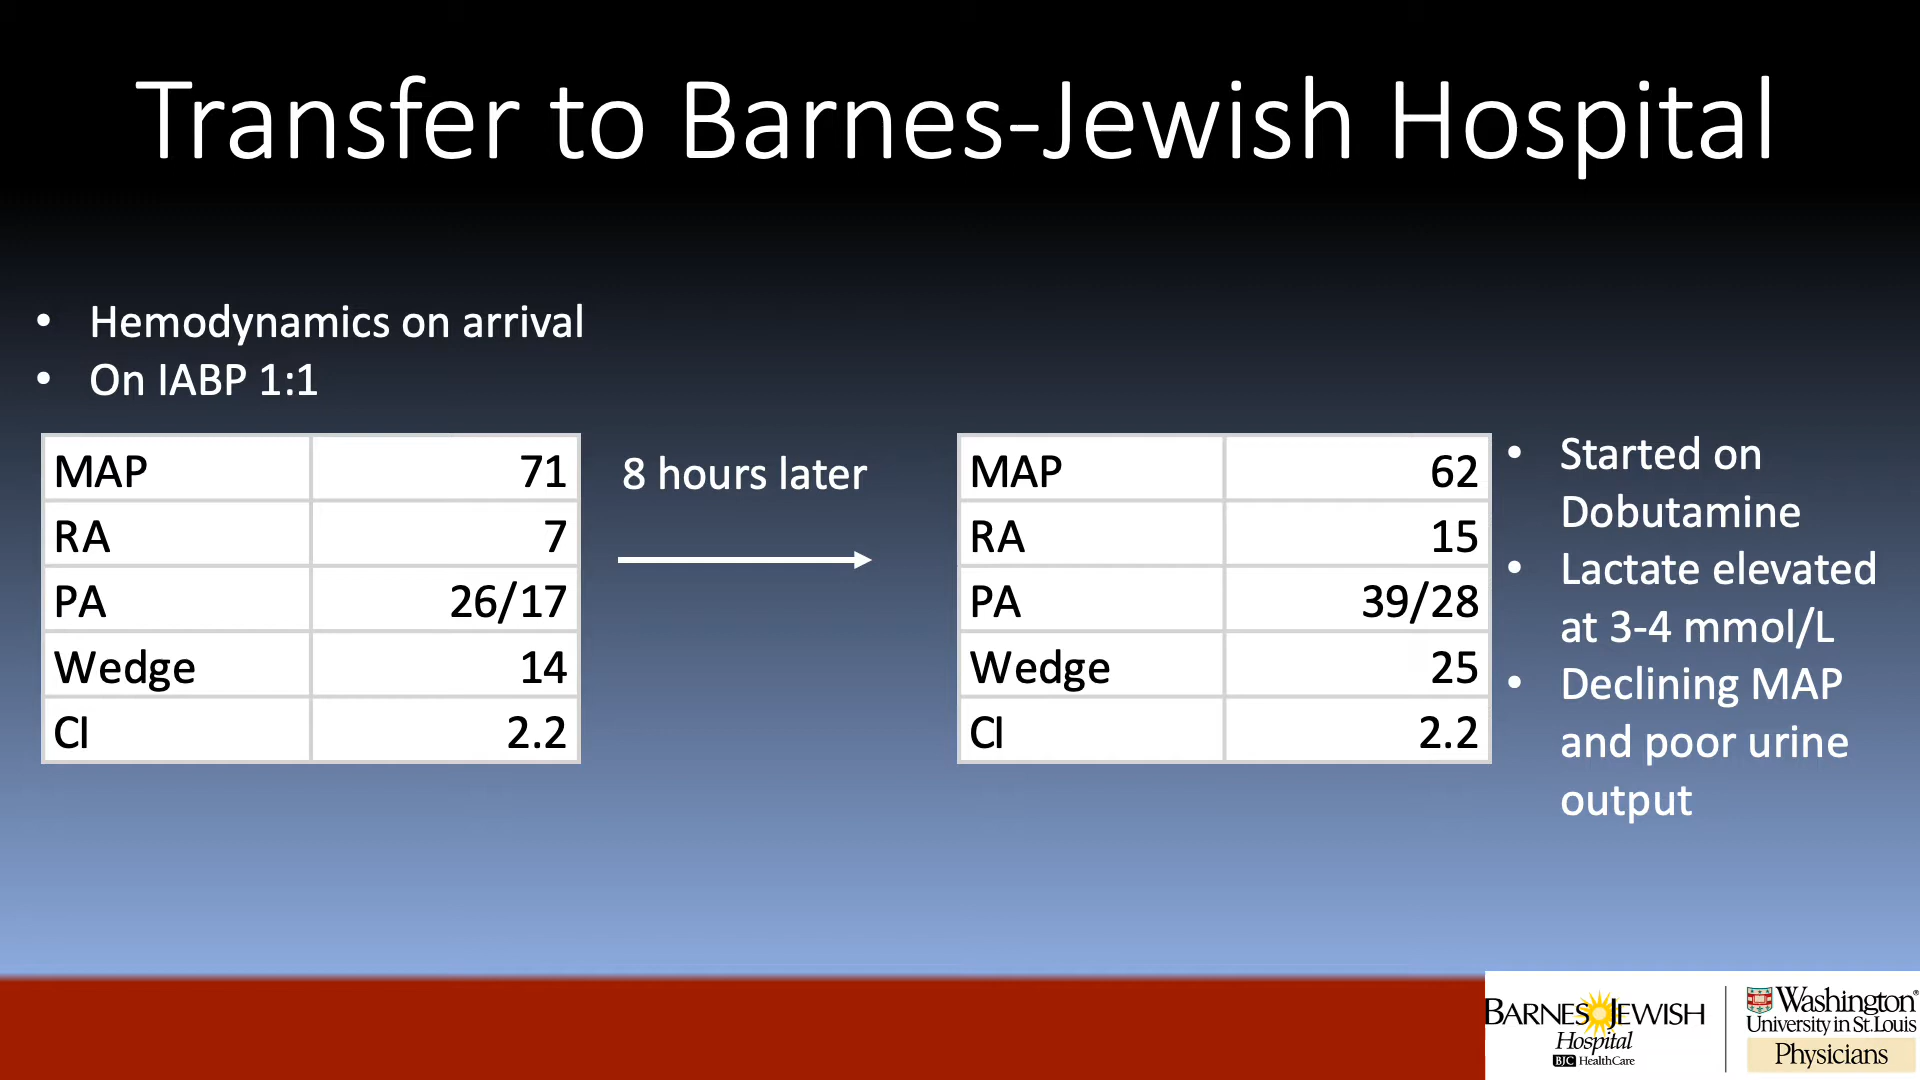 Transfer to Barnes-Jewish Hospital
• Hemodynamics on arrival
• On IABP 1:1
MAP 71
RA 7
PA 26/17
Wedge 14
CI 2.2
8 hours later
MAP 62
RA 15
PA 39/28
Wedge 25
CI 2.2
• Started on
Dobutamine
• Lactate elevated
at 3-4 mmol/L
• Declining MAP
and poor urine
output
BARNES JEWISH
Hospital
BJC HealthCare
Washington®
University in St. Louis
Physicians